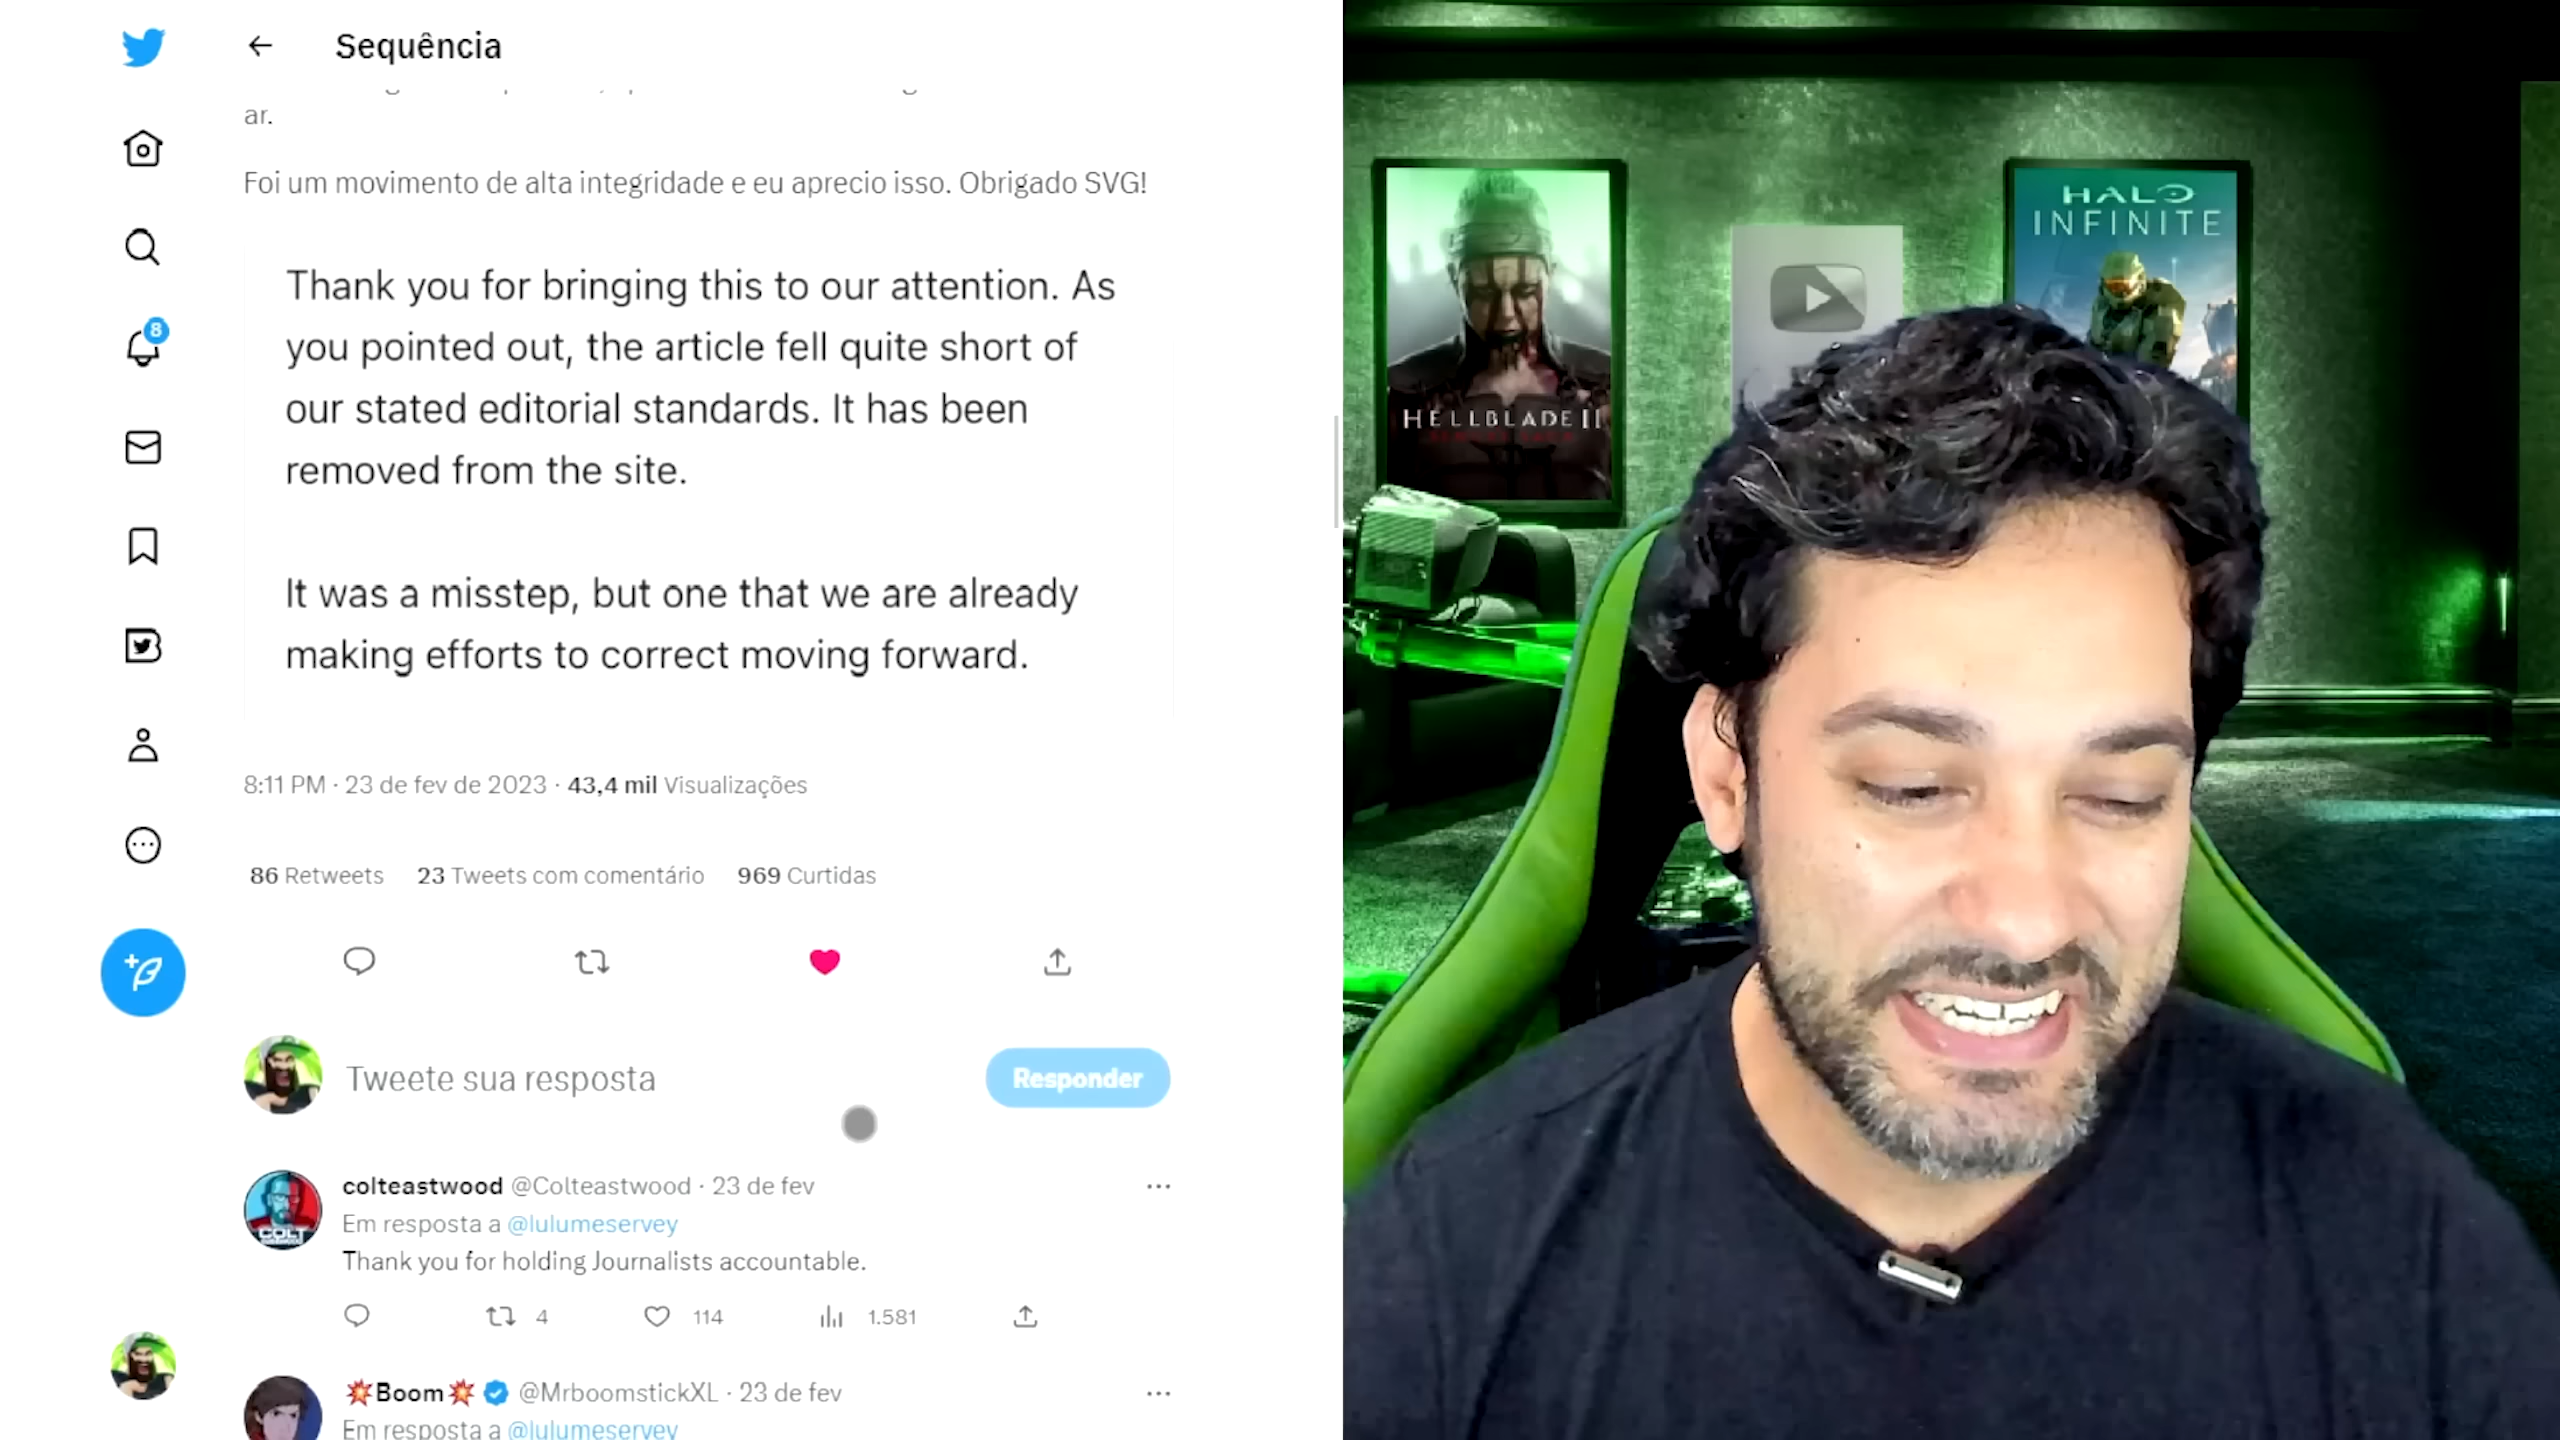 Sequência
ar.
Foi um movimento de alta integridade e eu aprecio isso. Obrigado SVG!
Thank you for bringing this to our attention. As
you pointed out, the article fell quite short of
our stated editorial standards. It has been
removed from the site.
It was a misstep, but one that we are already
making efforts to correct moving forward.
8:11 PM · 23 de fev de 2023 · 43,4 mil Visualizações
86 Retweets 23 Tweets com comentário 969 Curtidas
Tweete sua resposta
Responder
colteastwood @Colteastwood · 23 de fev
Em resposta a @lulumeservey
Thank you for holding Journalists accountable.
4 114 1.581
💥Boom💥 @MrboomstickXL · 23 de fev
Em resposta a @lulumeservey
8
COLT
HELLBLADE II
HALO
INFINITE